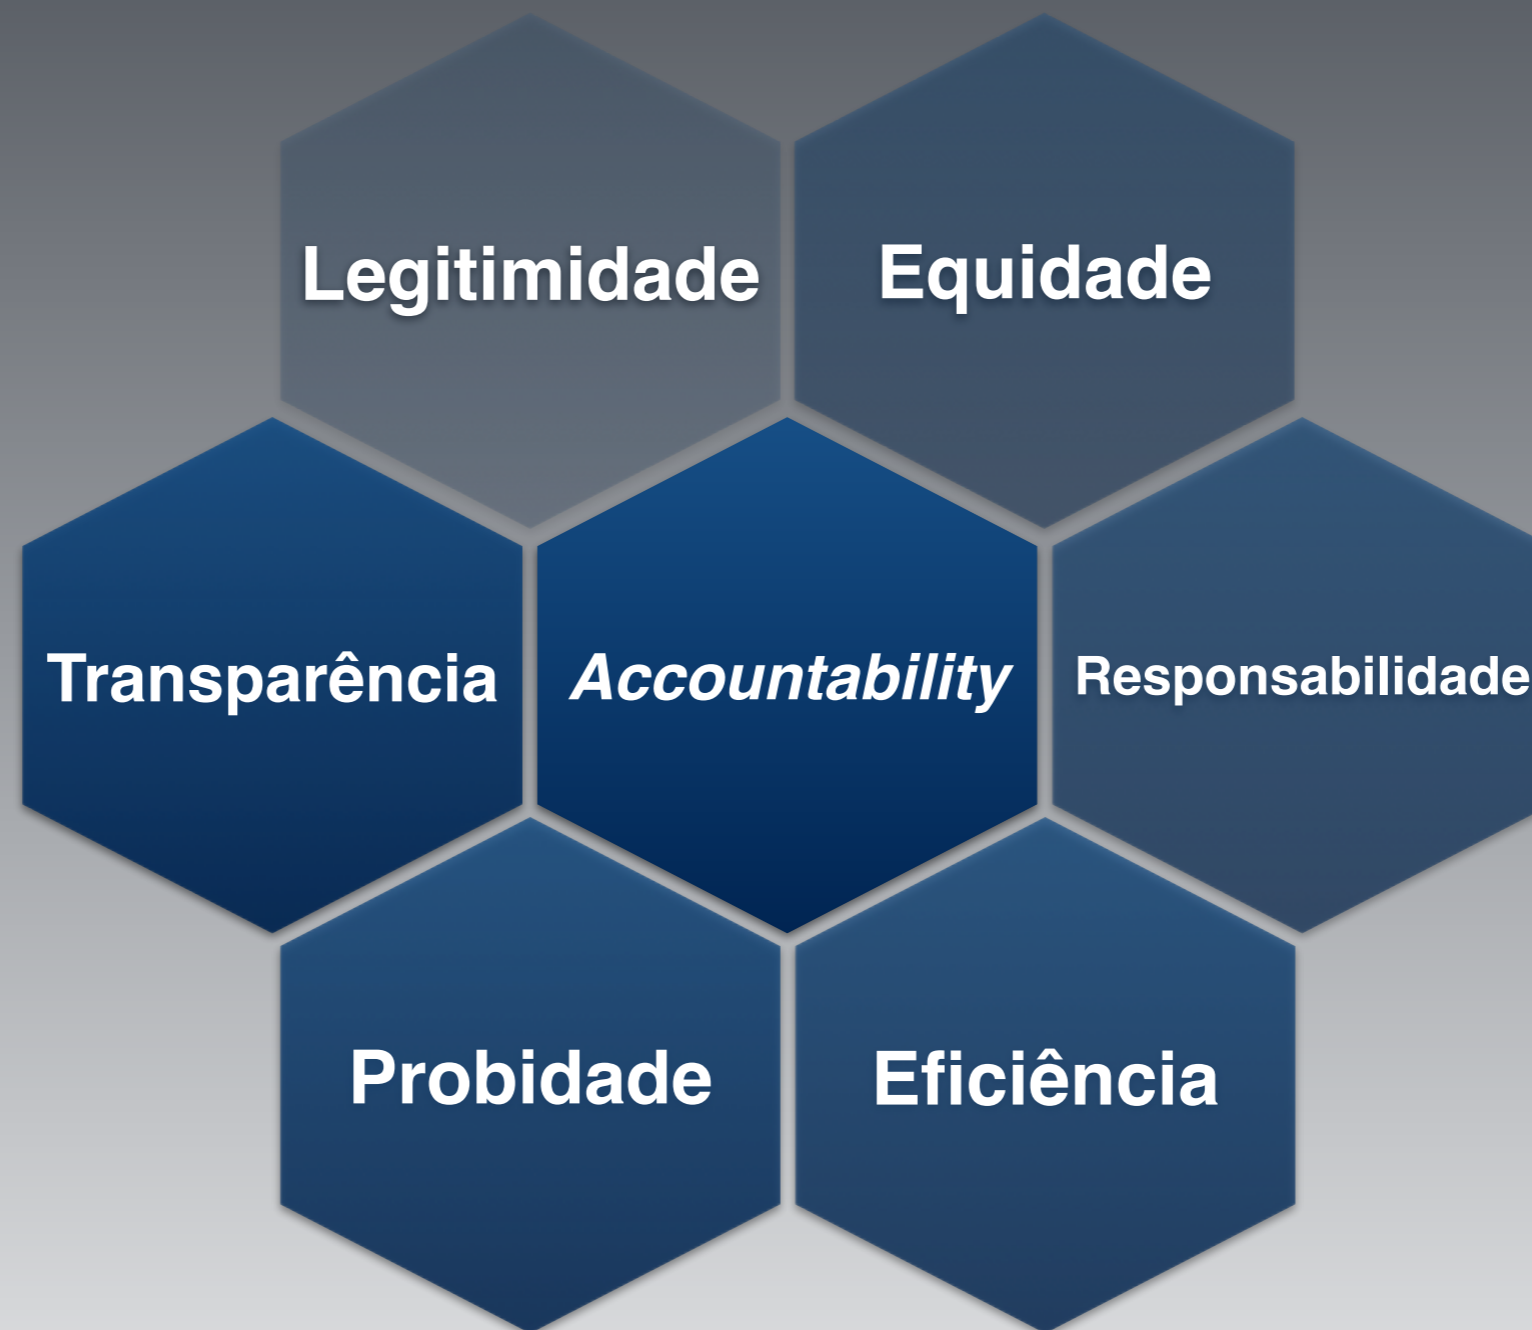 Legitimidade
Equidade
Transparência
Accountability
Responsabilidade
Probidade
Eficiência